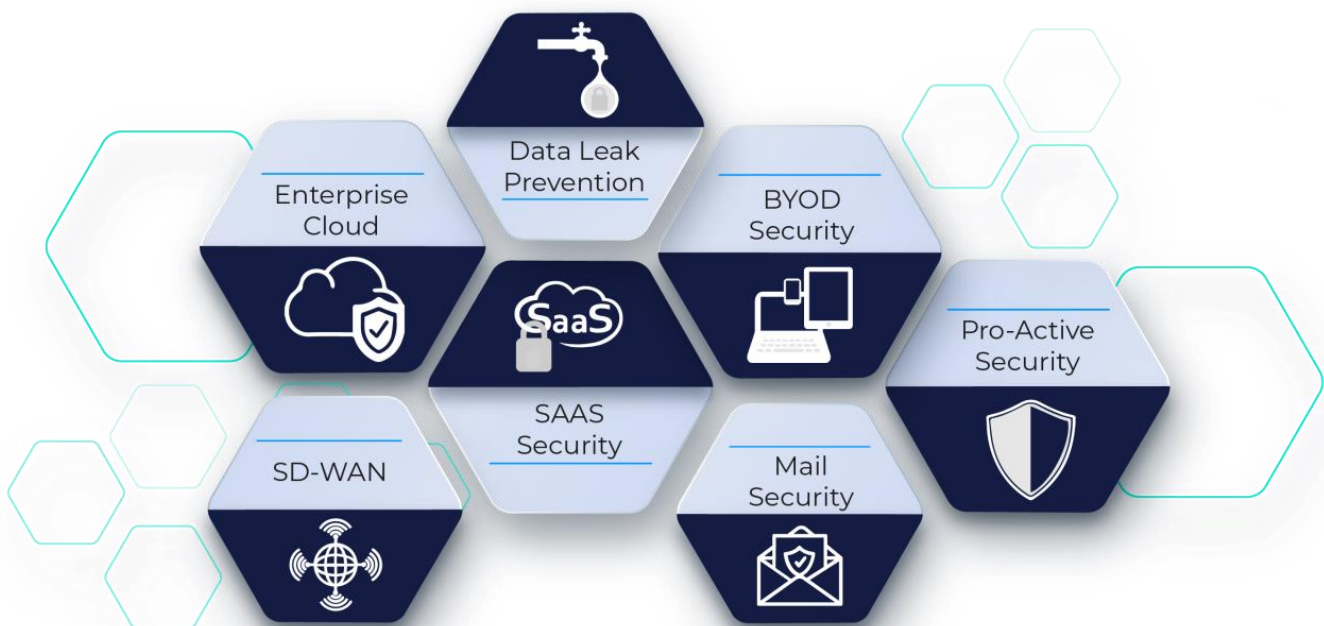 Data Leak
Prevention
Enterprise
Cloud
BYOD
Security
SaaS
SAAS
Security
Pro-Active
Security
SD-WAN
Mail
Security